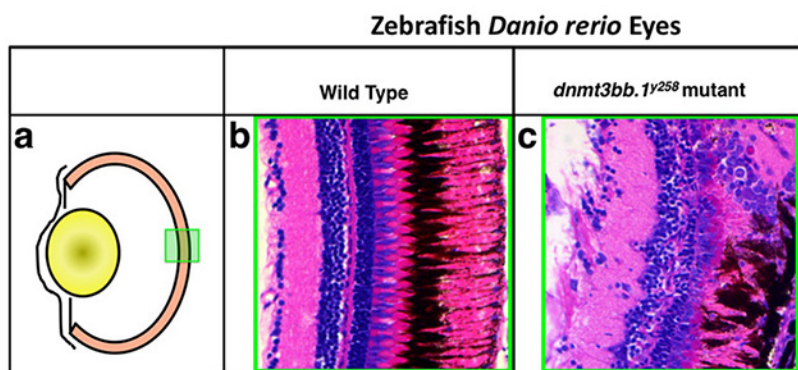 Zebrafish Danio rerio Eyes
Wild Type
dnmt3bb.1y258 mutant
a
b
c